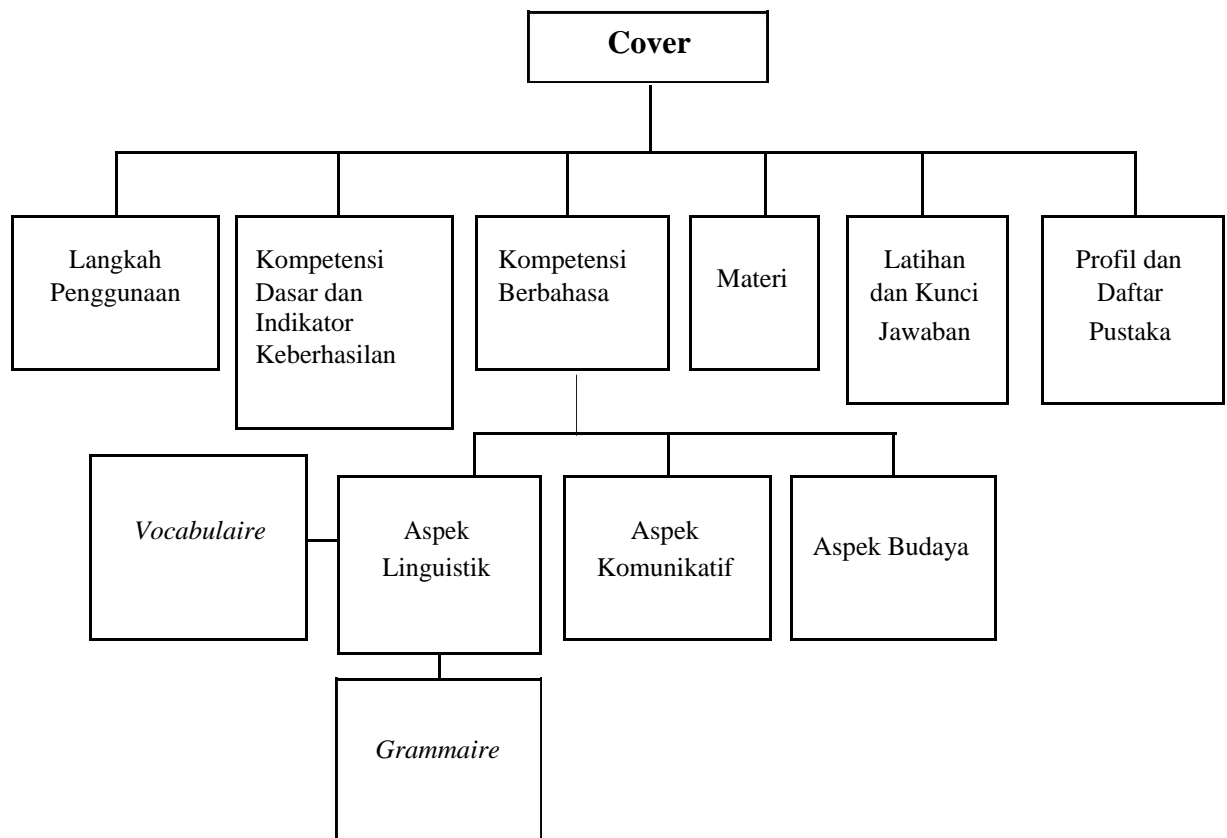 Cover
Langkah
Penggunaan
Kompetensi
Dasar dan
Indikator
Keberhasilan
Kompetensi
Berbahasa
Materi
Latihan
dan Kunci
Jawaban
Profil dan
Daftar
Pustaka
Vocabulaire
Aspek
Linguistik
Aspek
Komunikatif
Aspek Budaya
Grammaire